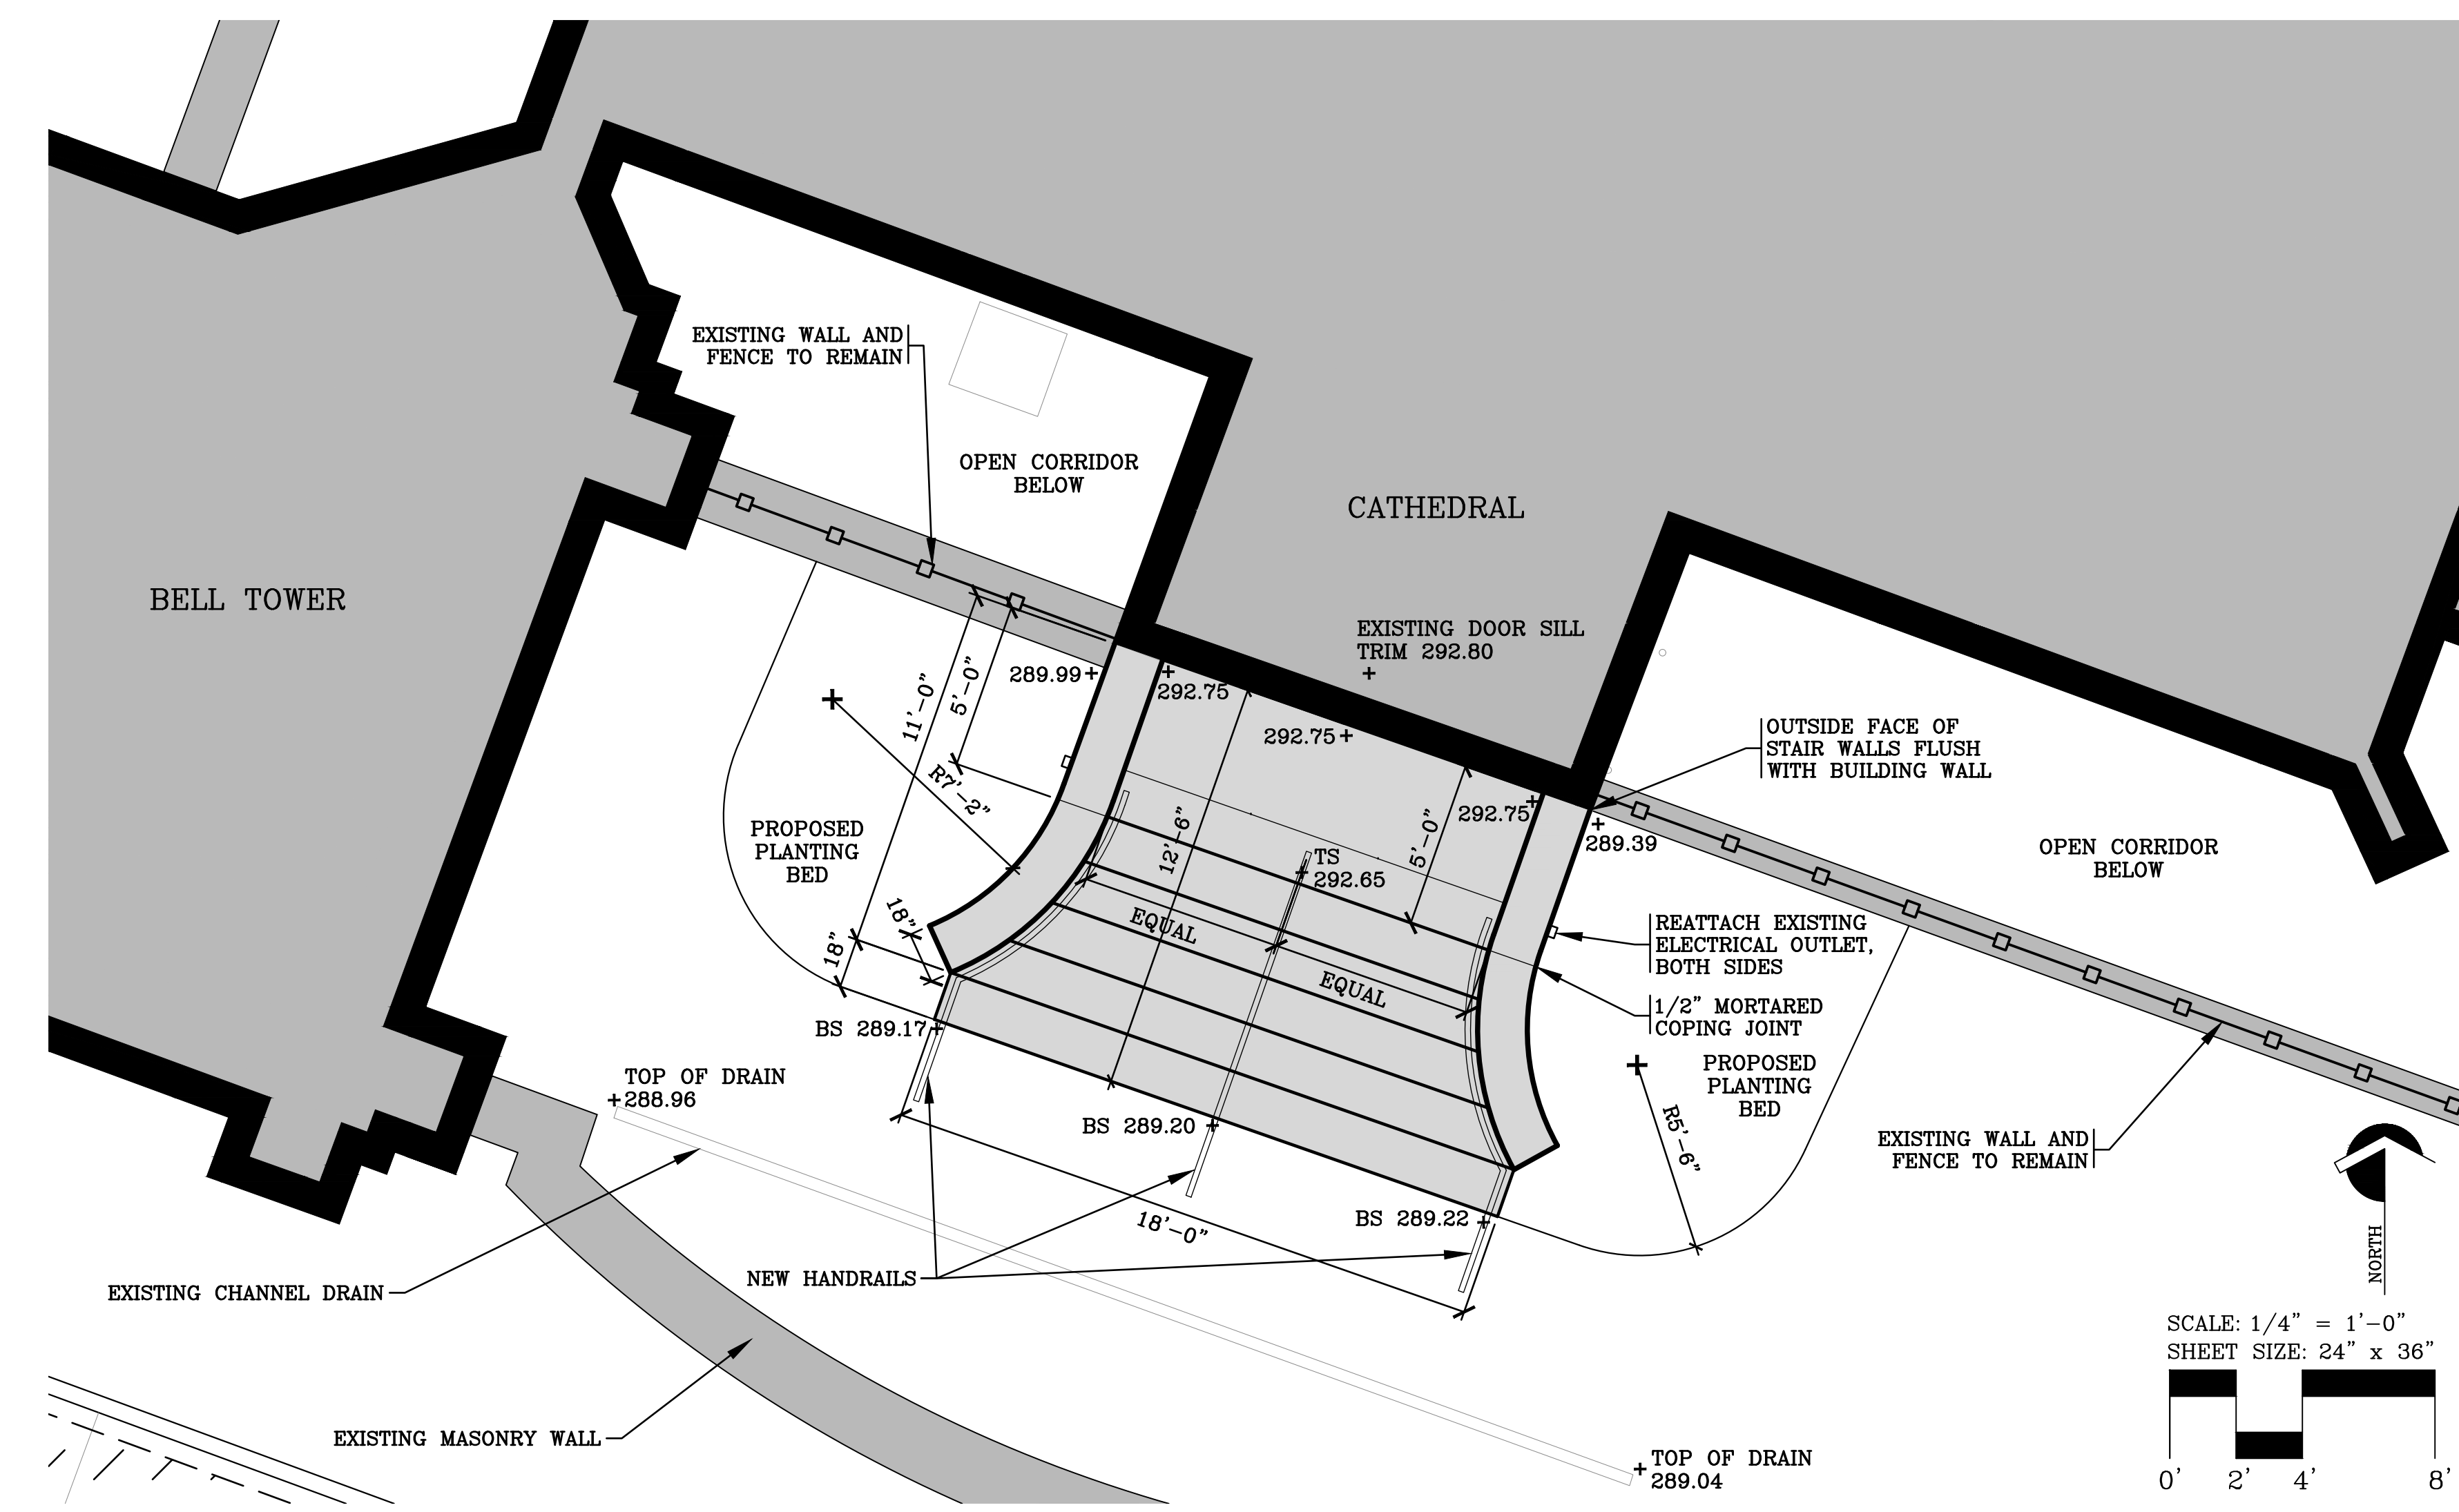 EXISTING WALL AND
FENCE TO REMAIN
OPEN CORRIDOR
BELOW
CATHEDRAL
BELL TOWER
EXISTING DOOR SILL
TRIM 292.80
289.99
292.75
292.75
292.75
289.39
11'-0"
5'-0"
R7'-2"
12'-6"
5'-0"
OUTSIDE FACE OF
STAIR WALLS FLUSH
WITH BUILDING WALL
PROPOSED
PLANTING
BED
TS
292.65
OPEN CORRIDOR
BELOW
18"
18"
EQUAL
EQUAL
REATTACH EXISTING
ELECTRICAL OUTLET,
BOTH SIDES
1/2" MORTARED
COPING JOINT
BS 289.17
TOP OF DRAIN
288.96
BS 289.20
PROPOSED
PLANTING
BED
R5'-6"
EXISTING WALL AND
FENCE TO REMAIN
BS 289.22
18'-0"
NEW HANDRAILS
EXISTING CHANNEL DRAIN
EXISTING MASONRY WALL
TOP OF DRAIN
289.04
NORTH
SCALE: 1/4" = 1'-0"
SHEET SIZE: 24" x 36"
0' 2' 4' 8'